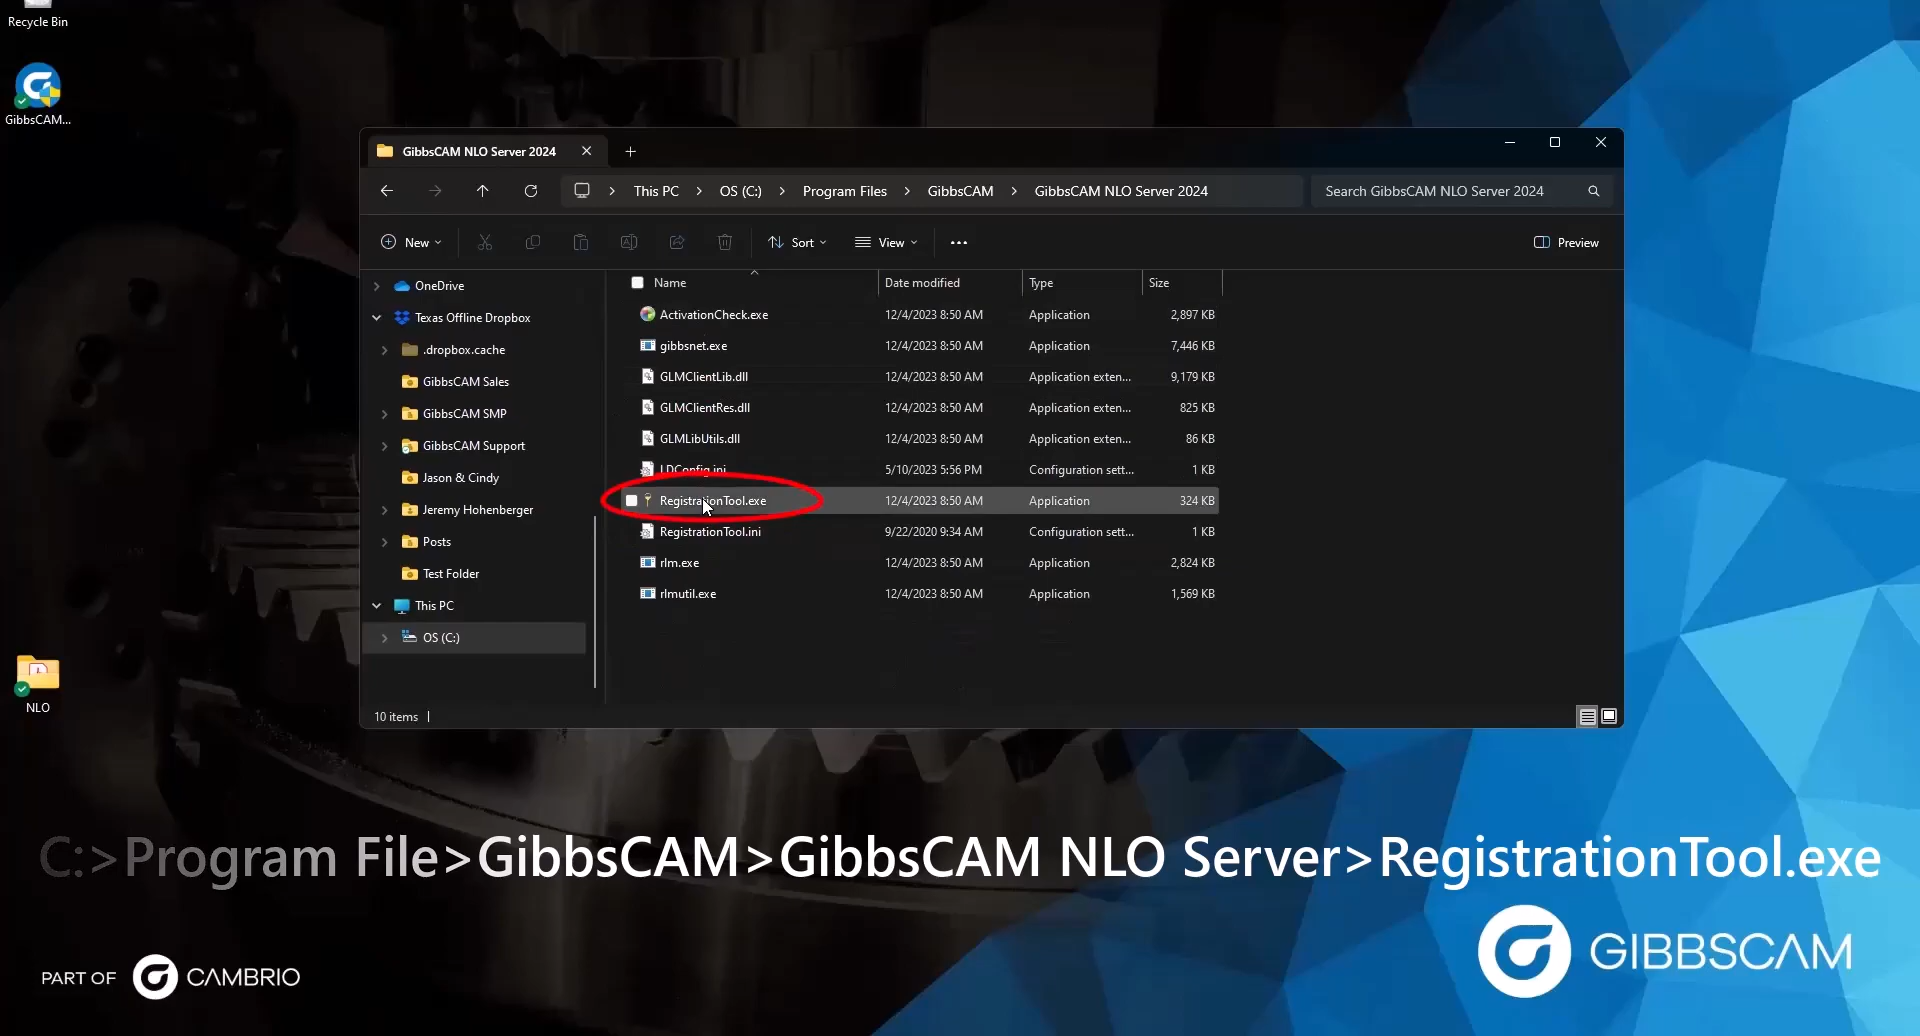 Recycle Bin
GibbsCAM...
NLO
GibbsCAM NLO Server 2024
This PC > OS (C:) > Program Files > GibbsCAM > GibbsCAM NLO Server 2024
Search GibbsCAM NLO Server 2024
New
Sort
View
Preview
OneDrive
Texas Offline Dropbox
.dropbox.cache
GibbsCAM Sales
GibbsCAM SMP
GibbsCAM Support
Jason & Cindy
Jeremy Hohenberger
Posts
Test Folder
This PC
OS (C:)
Name Date modified Type Size
ActivationCheck.exe 12/4/2023 8:50 AM Application 2,897 KB
gibbsnet.exe 12/4/2023 8:50 AM Application 7,446 KB
GLMClientLib.dll 12/4/2023 8:50 AM Application exten... 9,179 KB
GLMClientRes.dll 12/4/2023 8:50 AM Application exten... 825 KB
GLMLibUtils.dll 12/4/2023 8:50 AM Application exten... 86 KB
LDConfig.ini 5/10/2023 5:56 PM Configuration sett... 1 KB
RegistrationTool.exe 12/4/2023 8:50 AM Application 324 KB
RegistrationTool.ini 9/22/2020 9:34 AM Configuration sett... 1 KB
rlm.exe 12/4/2023 8:50 AM Application 2,824 KB
rlmutil.exe 12/4/2023 8:50 AM Application 1,569 KB
10 items
C:>Program File>GibbsCAM>GibbsCAM NLO Server>RegistrationTool.exe
PART OF CAMBRIO
GIBBSCAM